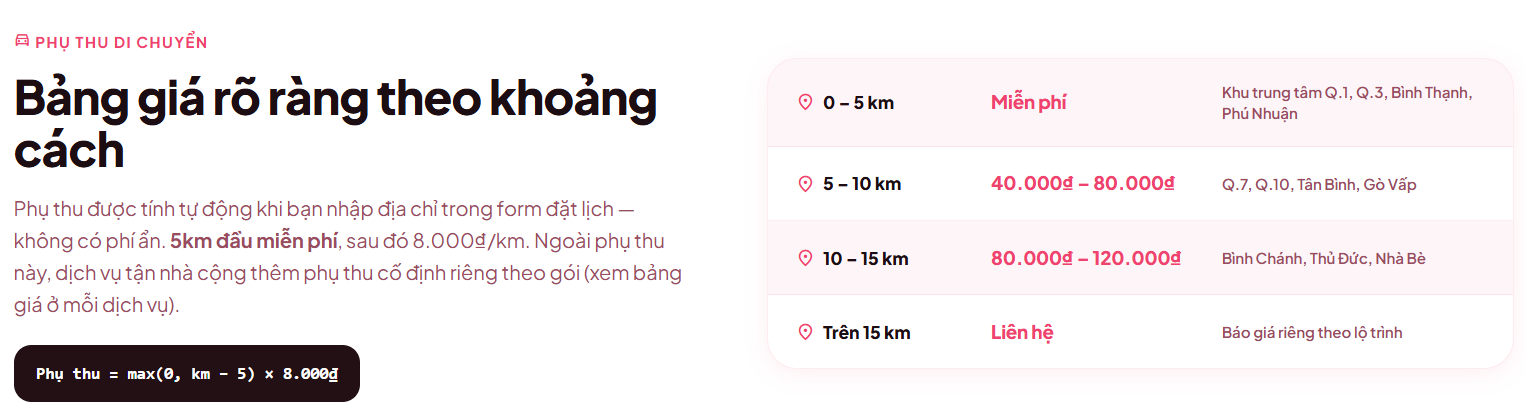 PHỤ THU DI CHUYỂN
Bảng giá rõ ràng theo khoảng
cách
Phụ thu được tính tự động khi bạn nhập địa chỉ trong form đặt lịch —
không có phí ẩn. 5km đầu miễn phí, sau đó 8.000₫/km. Ngoài phụ thu
này, dịch vụ tận nhà cộng thêm phụ thu cố định riêng theo gói (xem bảng
giá ở mỗi dịch vụ).
Phụ thu = max(0, km − 5) × 8.000₫
0 – 5 km
Miễn phí
Khu trung tâm Q.1, Q.3, Bình Thạnh,
Phú Nhuận
5 – 10 km
40.000₫ – 80.000₫
Q.7, Q.10, Tân Bình, Gò Vấp
10 – 15 km
80.000₫ – 120.000₫
Bình Chánh, Thủ Đức, Nhà Bè
Trên 15 km
Liên hệ
Báo giá riêng theo lộ trình